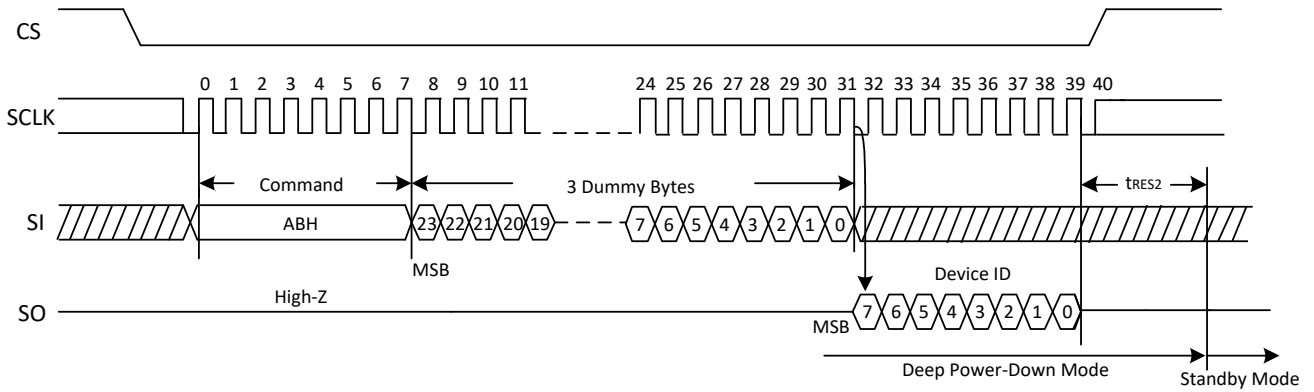 CS
0 1 2 3 4 5 6 7 8 9 10 11 24 25 26 27 28 29 30 31 32 33 34 35 36 37 38 39 40
SCLK
Command 3 Dummy Bytes tRES2
SI ABH 23 22 21 20 19 7 6 5 4 3 2 1 0
MSB Device ID
High-Z
SO 7 6 5 4 3 2 1 0
MSB
Deep Power-Down Mode Standby Mode